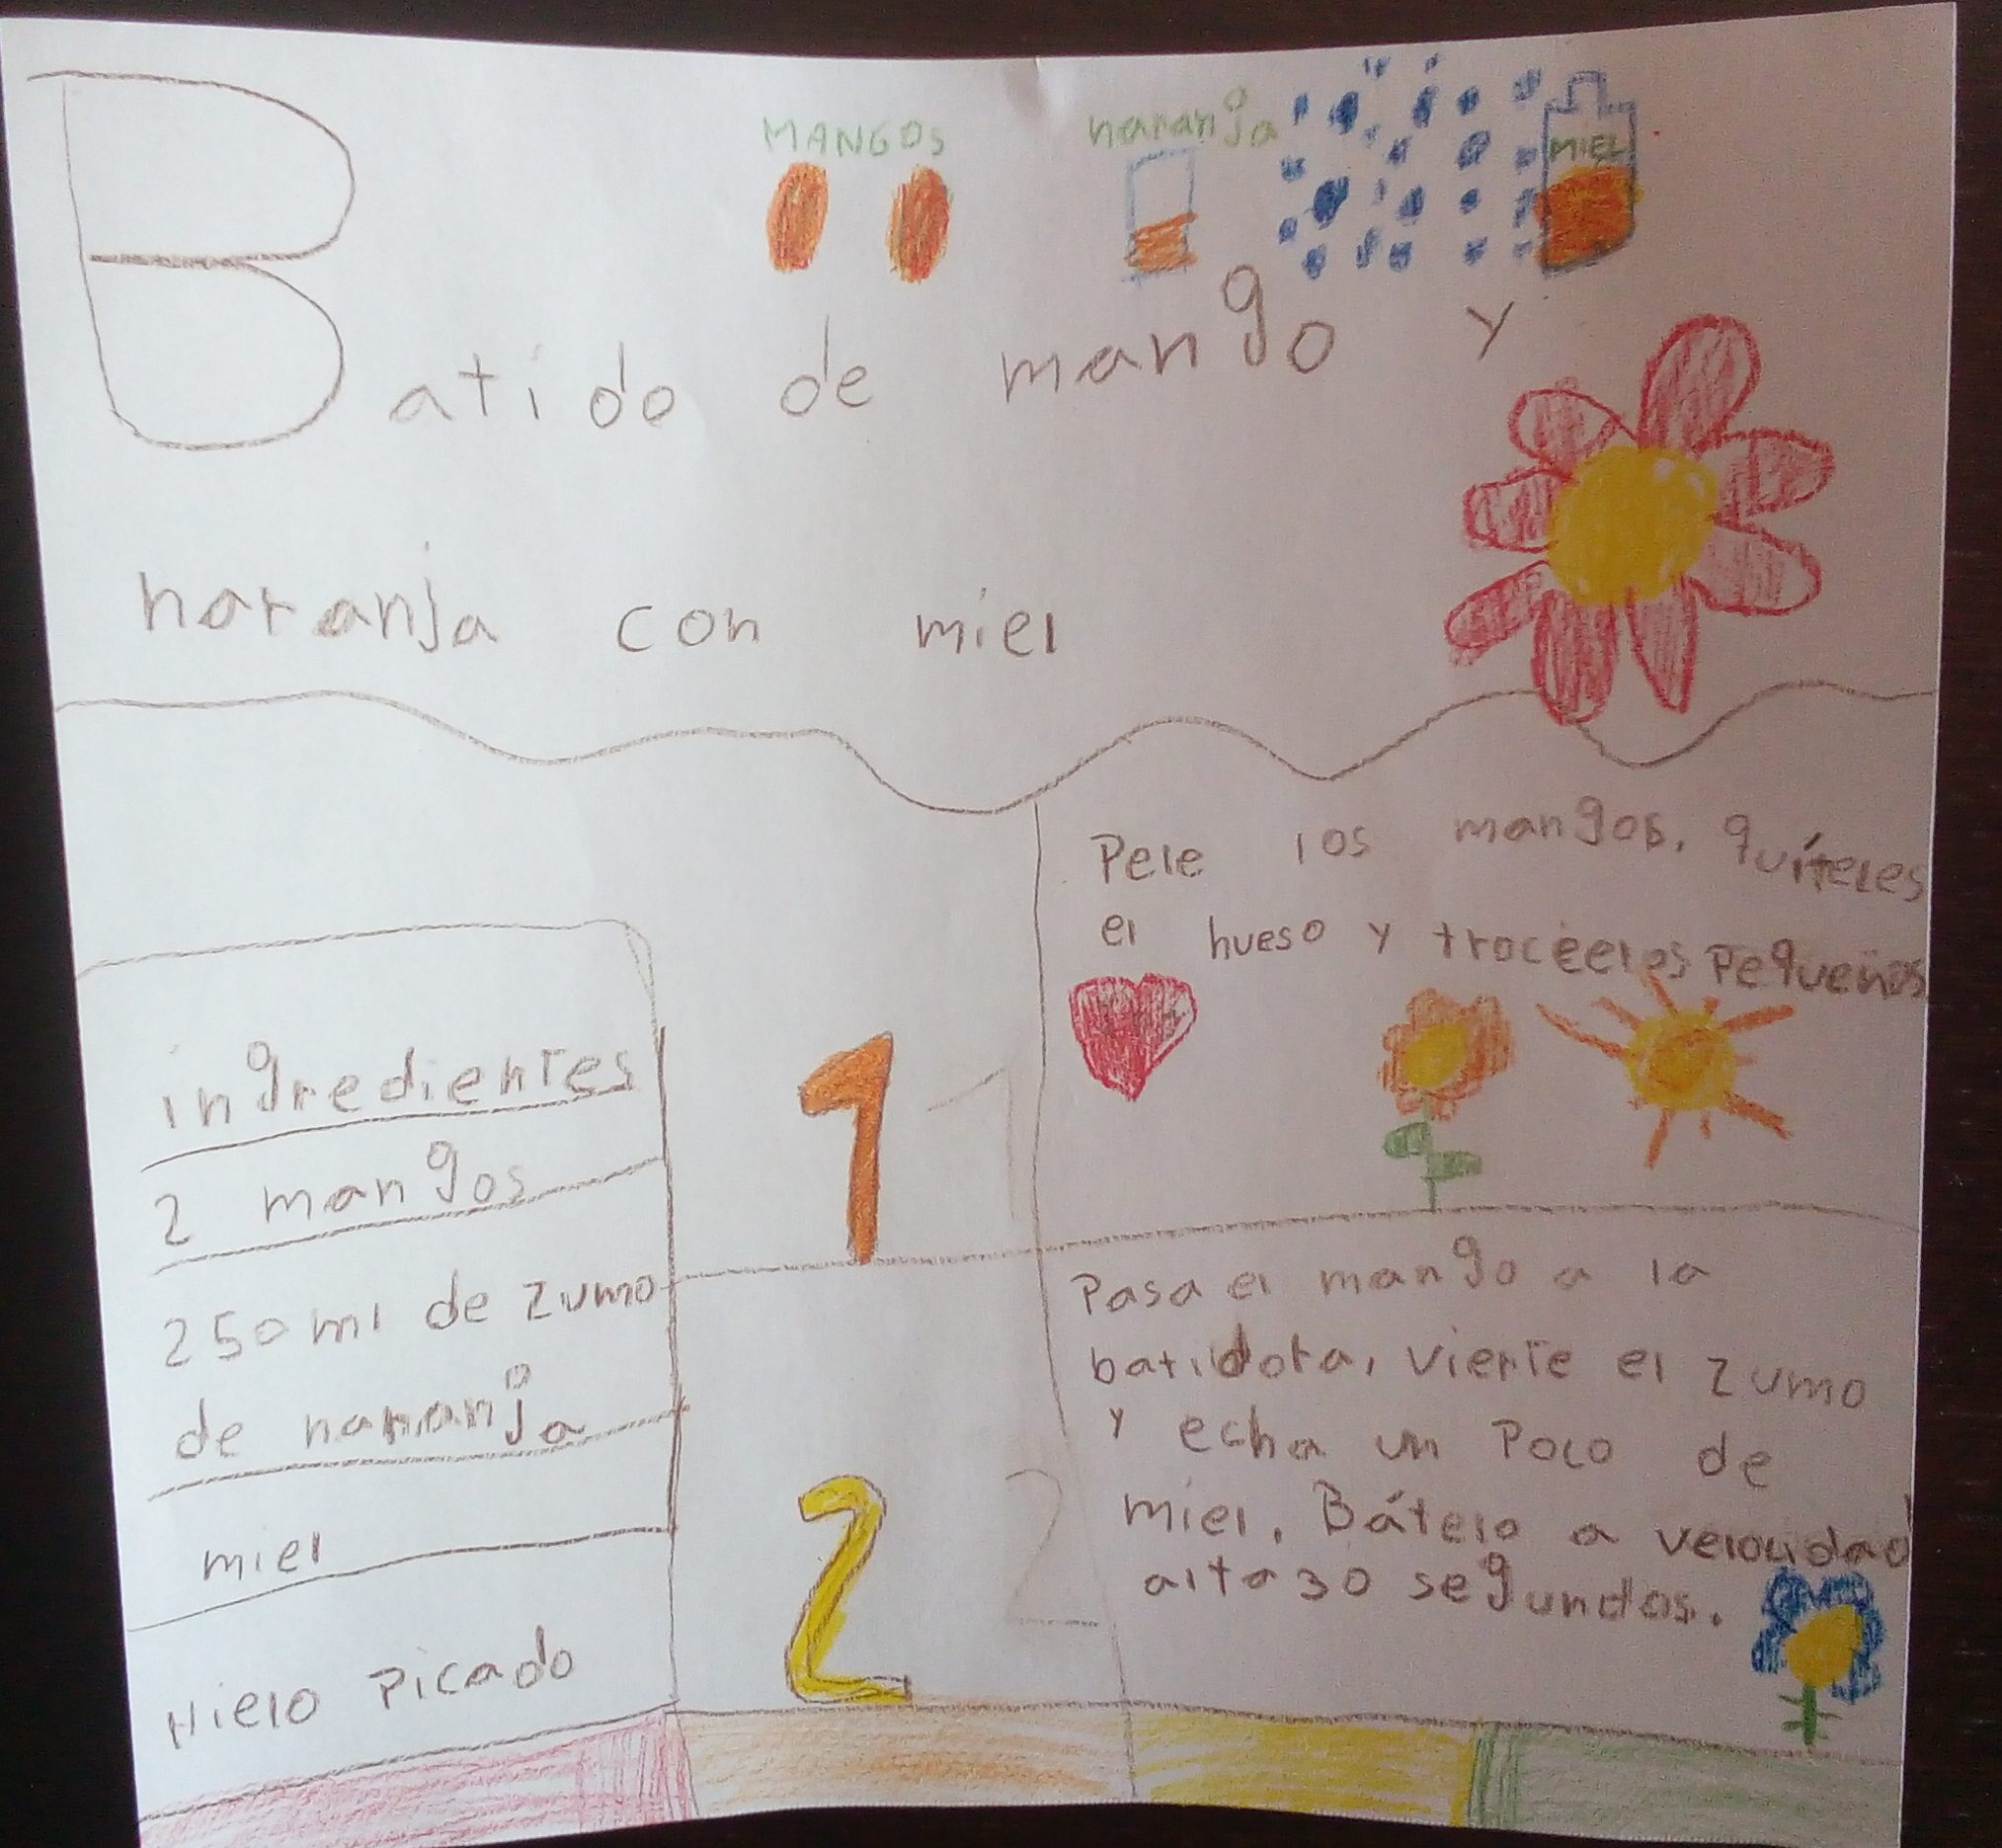 MANGOS naranja MIEL
Batido de mango y
naranja con miel
ingredientes
2 mangos
250 ml de zumo
de naranja
miel
Hielo picado
1 1
Pele los mangos. quíteles
el hueso y trocéelos pequeños
2 2
Pasa el mango a la
batidora, vierte el zumo
y echa un poco de
miel. Bátelo a velocidad
alta 30 segundos.